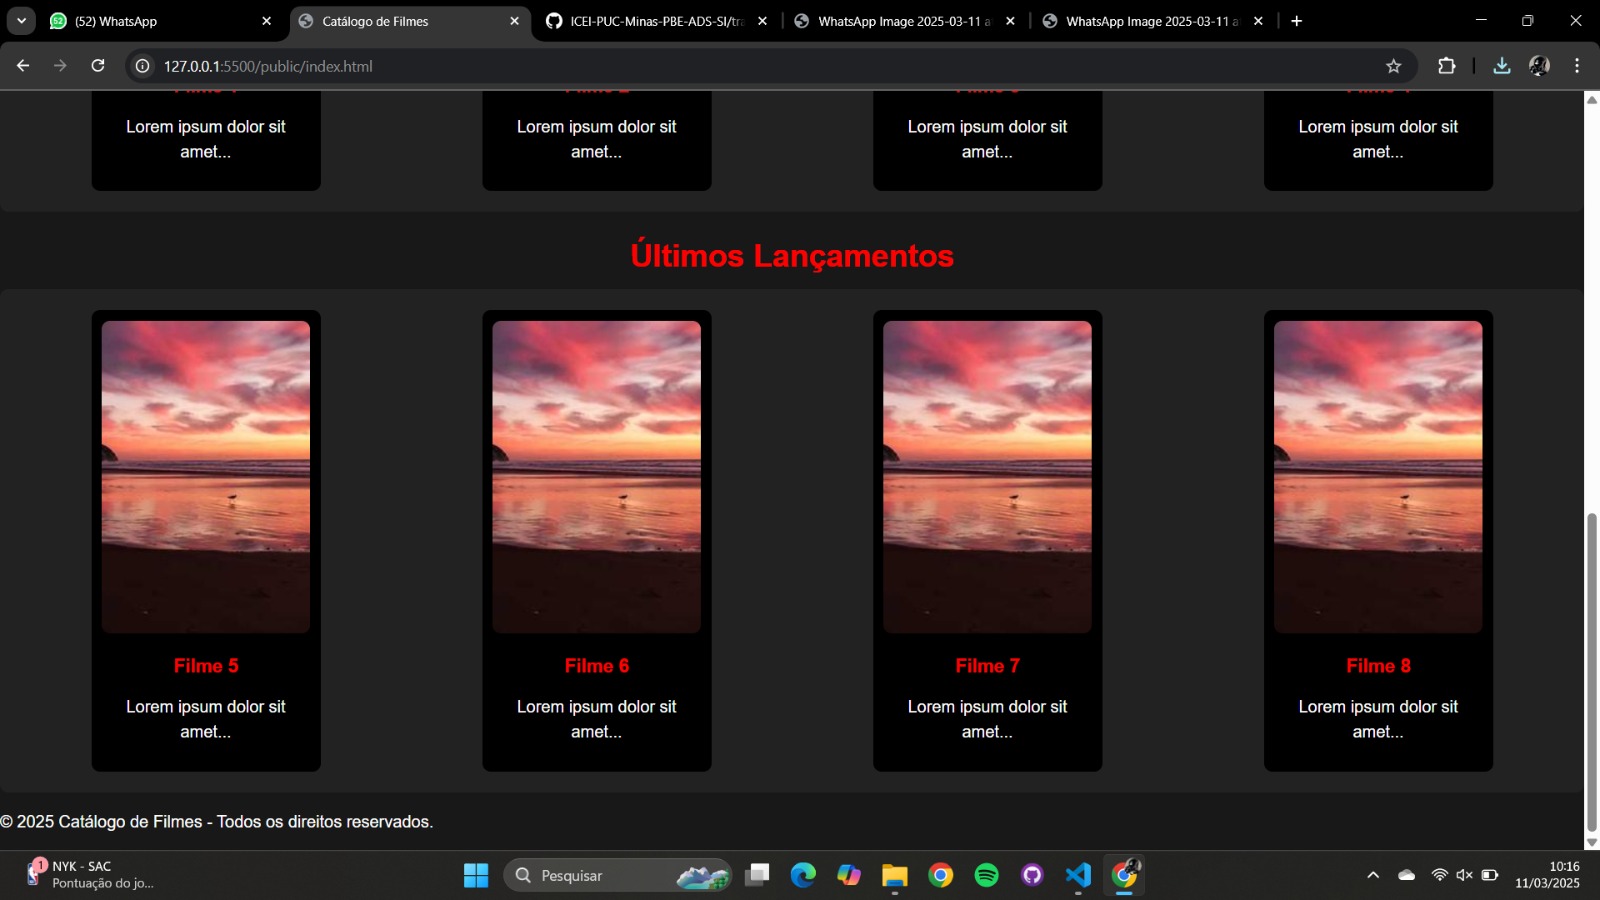 (52) WhatsApp
Catálogo de Filmes
ICEI-PUC-Minas-PBE-ADS-SI/tra
WhatsApp Image 2025-03-11 a
WhatsApp Image 2025-03-11 a
127.0.0.1:5500/public/index.html
Lorem ipsum dolor sit
amet...
Lorem ipsum dolor sit
amet...
Lorem ipsum dolor sit
amet...
Lorem ipsum dolor sit
amet...
Últimos Lançamentos
Filme 5
Lorem ipsum dolor sit
amet...
Filme 6
Lorem ipsum dolor sit
amet...
Filme 7
Lorem ipsum dolor sit
amet...
Filme 8
Lorem ipsum dolor sit
amet...
© 2025 Catálogo de Filmes - Todos os direitos reservados.
1
NYK - SAC
Pontuação do jo...
Pesquisar
10:16
11/03/2025